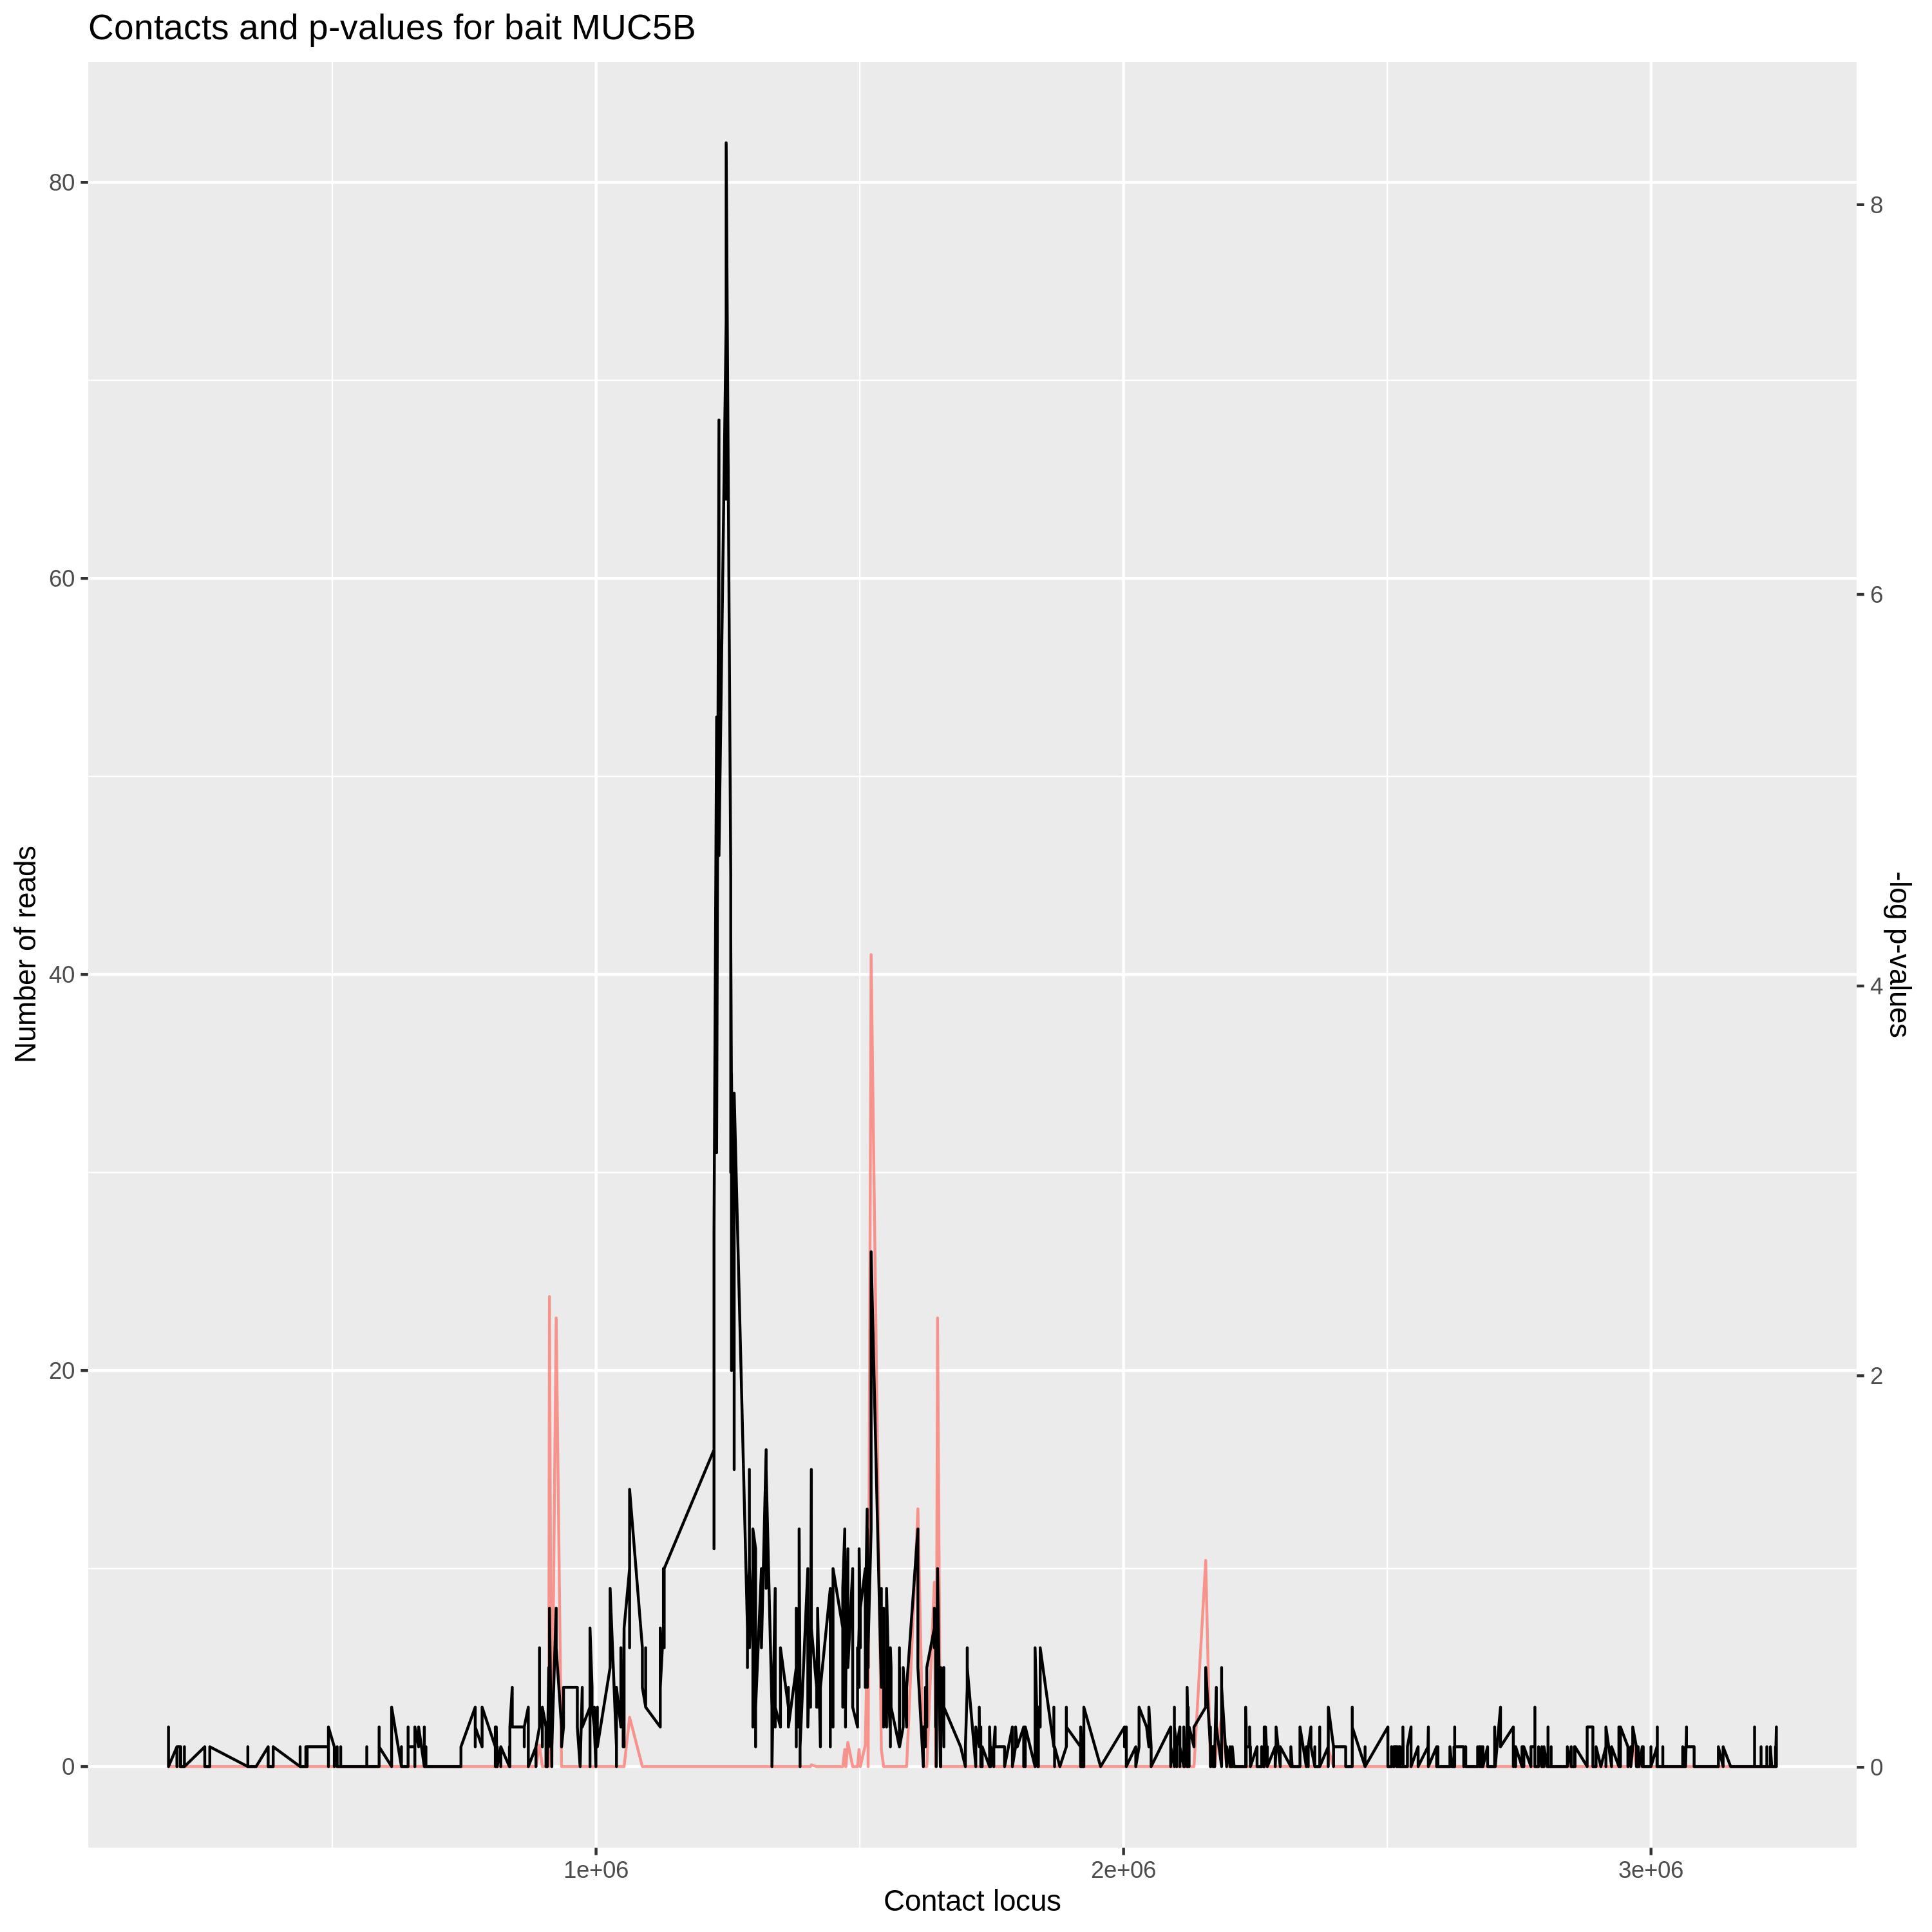 Contacts and p-values for bait MUC5B
80
60
40
20
0
8
6
4
2
0
Number of reads
-log p-values
1e+06
2e+06
3e+06
Contact locus